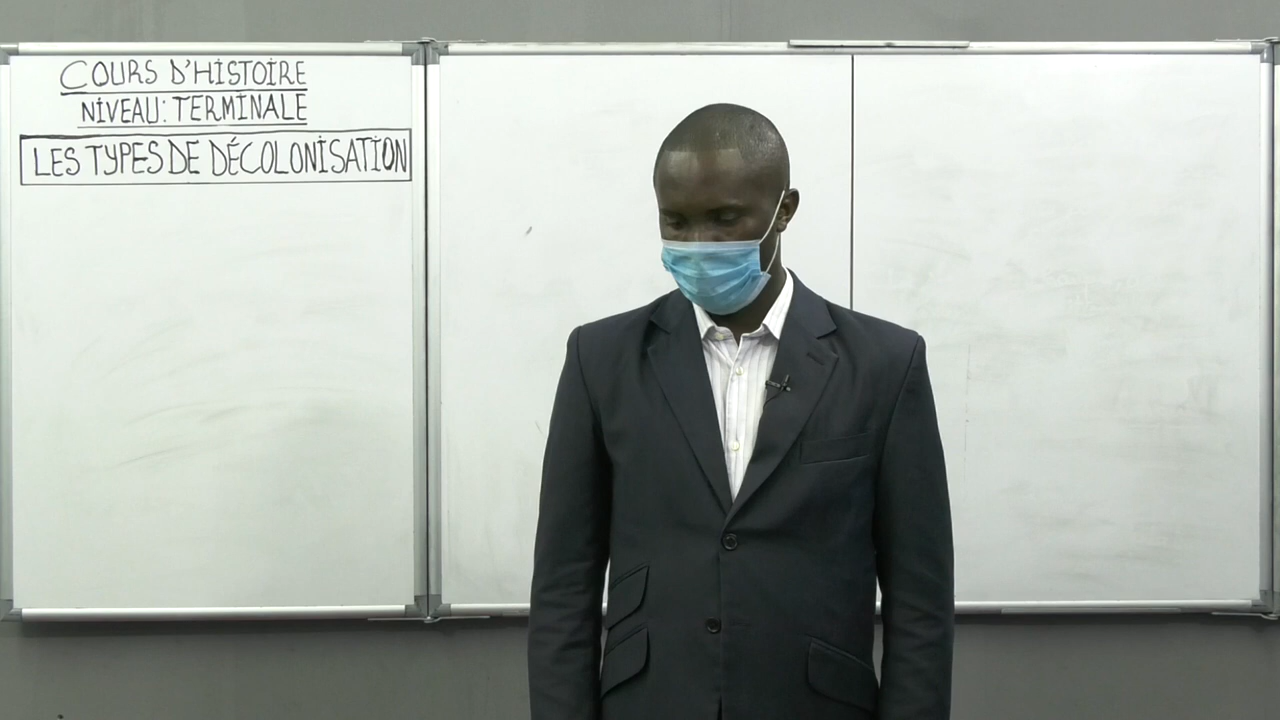 COURS D'HISTOIRE
NIVEAU: TERMINALE
LES TYPES DE DÉCOLONISATION